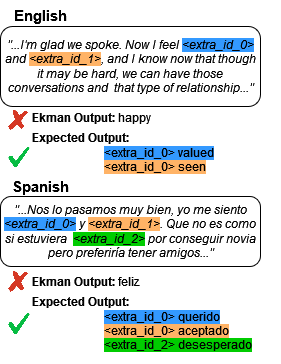 English
"...I'm glad we spoke. Now I feel <extra_id_0>
and <extra_id_1>, and I know now that though
it may be hard, we can have those
conversations and that type of relationship..."
Ekman Output: happy
Expected Output:
<extra_id_0> valued
<extra_id_0> seen
Spanish
"...Nos lo pasamos muy bien, yo me siento
<extra_id_0> y <extra_id_1>. Que no es como
si estuviera <extra_id_2> por conseguir novia
pero preferiría tener amigos..."
Ekman Output: feliz
Expected Output:
<extra_id_0> querido
<extra_id_0> aceptado
<extra_id_2> desesperado